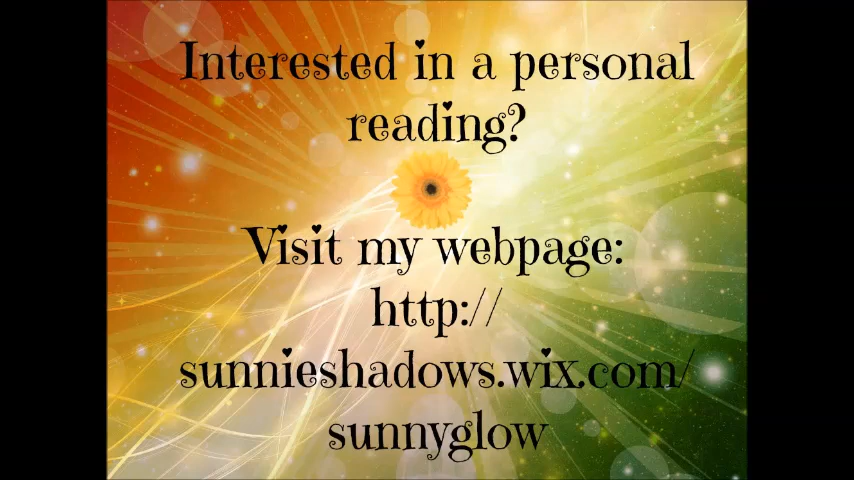 Interested in a personal
reading?
Visit my webpage:
http://
sunnieshadows.wix.com/
sunnyglow